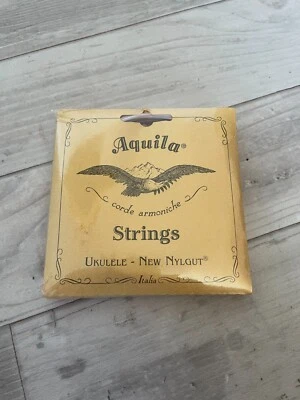 Aquila®
corde armoniche
Strings
UKULELE - NEW NYLGUT®
Italia